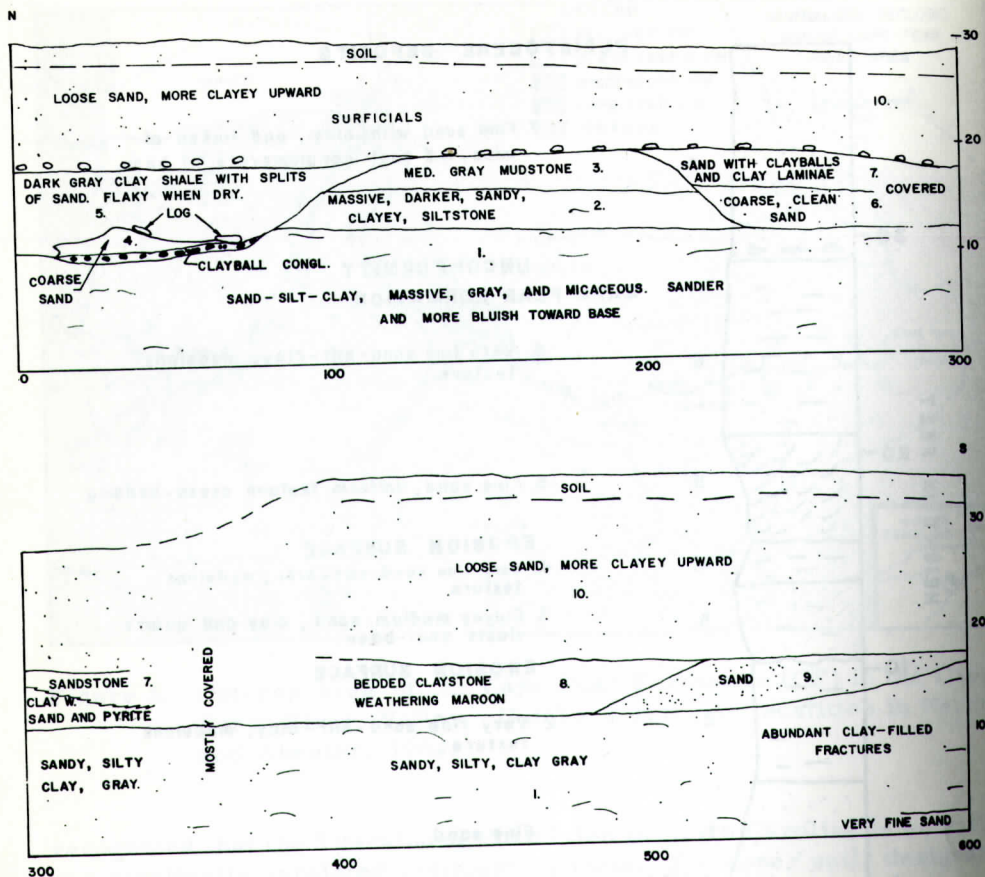 N
SOIL
30
LOOSE SAND, MORE CLAYEY UPWARD
10.
SURFICIALS
20
DARK GRAY CLAY SHALE WITH SPLITS
OF SAND. FLAKY WHEN DRY.
MED. GRAY MUDSTONE 3.
SAND WITH CLAYBALLS
AND CLAY LAMINAE
7.
COVERED
5.
LOG
MASSIVE, DARKER, SANDY,
CLAYEY, SILTSTONE
2.
COARSE, CLEAN
SAND
6.
4.
10
COARSE
SAND
CLAYBALL CONGL.
1.
SAND-SILT-CLAY, MASSIVE, GRAY, AND MICACEOUS. SANDIER
AND MORE BLUISH TOWARD BASE
0
100
200
300
S
SOIL
30
LOOSE SAND, MORE CLAYEY UPWARD
10.
20
MOSTLY COVERED
SANDSTONE 7.
CLAY W.
SAND AND PYRITE
BEDDED CLAYSTONE
WEATHERING MAROON
8.
SAND
9.
10
SANDY, SILTY
CLAY, GRAY.
SANDY, SILTY, CLAY GRAY
ABUNDANT CLAY-FILLED
FRACTURES
1.
VERY FINE SAND
300
400
500
600